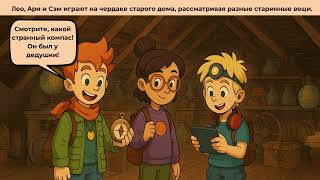 Лео, Ари и Сэм играют на чердаке старого дома, рассматривая разные старинные вещи.
Смотрите, какой
странный компас!
Он был у
дедушки!